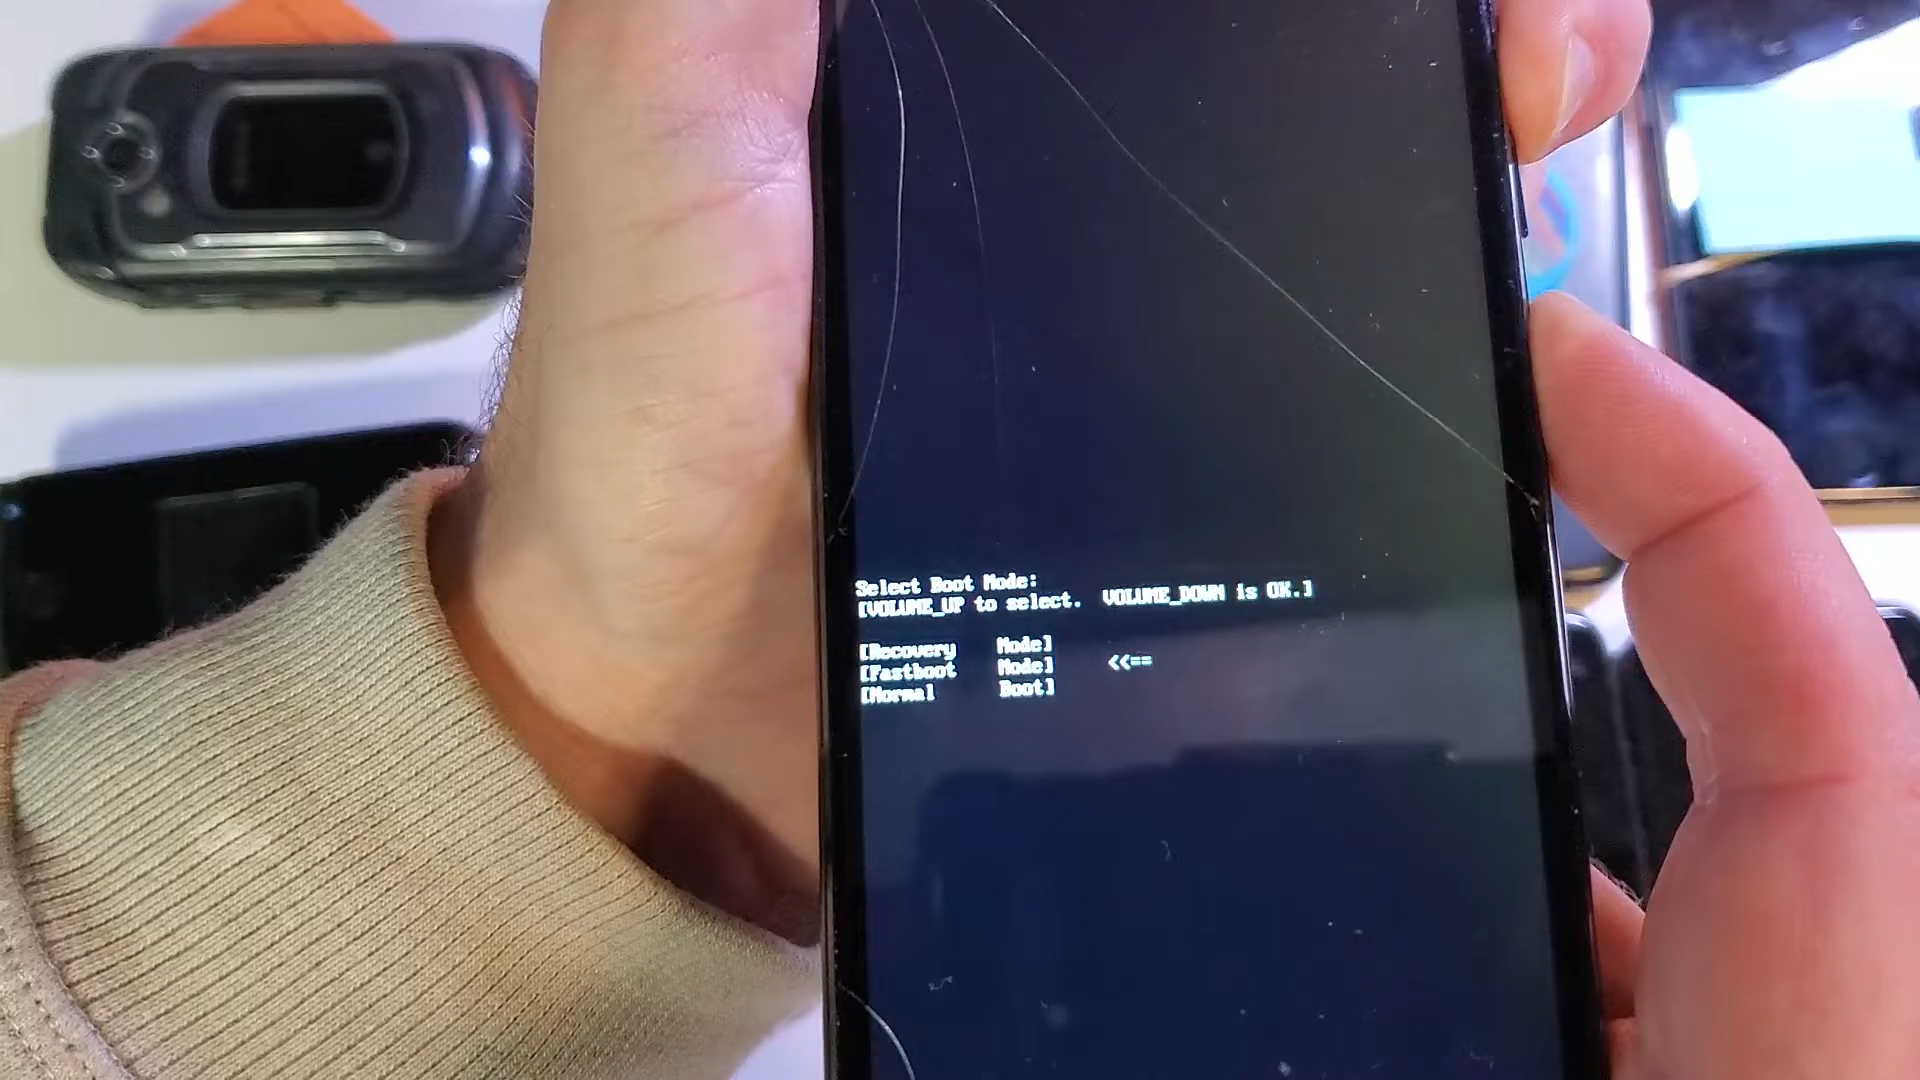 Select Boot Mode:
[VOLUME_UP to select.  VOLUME_DOWN is OK.]
[Recovery    Mode]
[Fastboot    Mode]    <<==
[Normal      Boot]